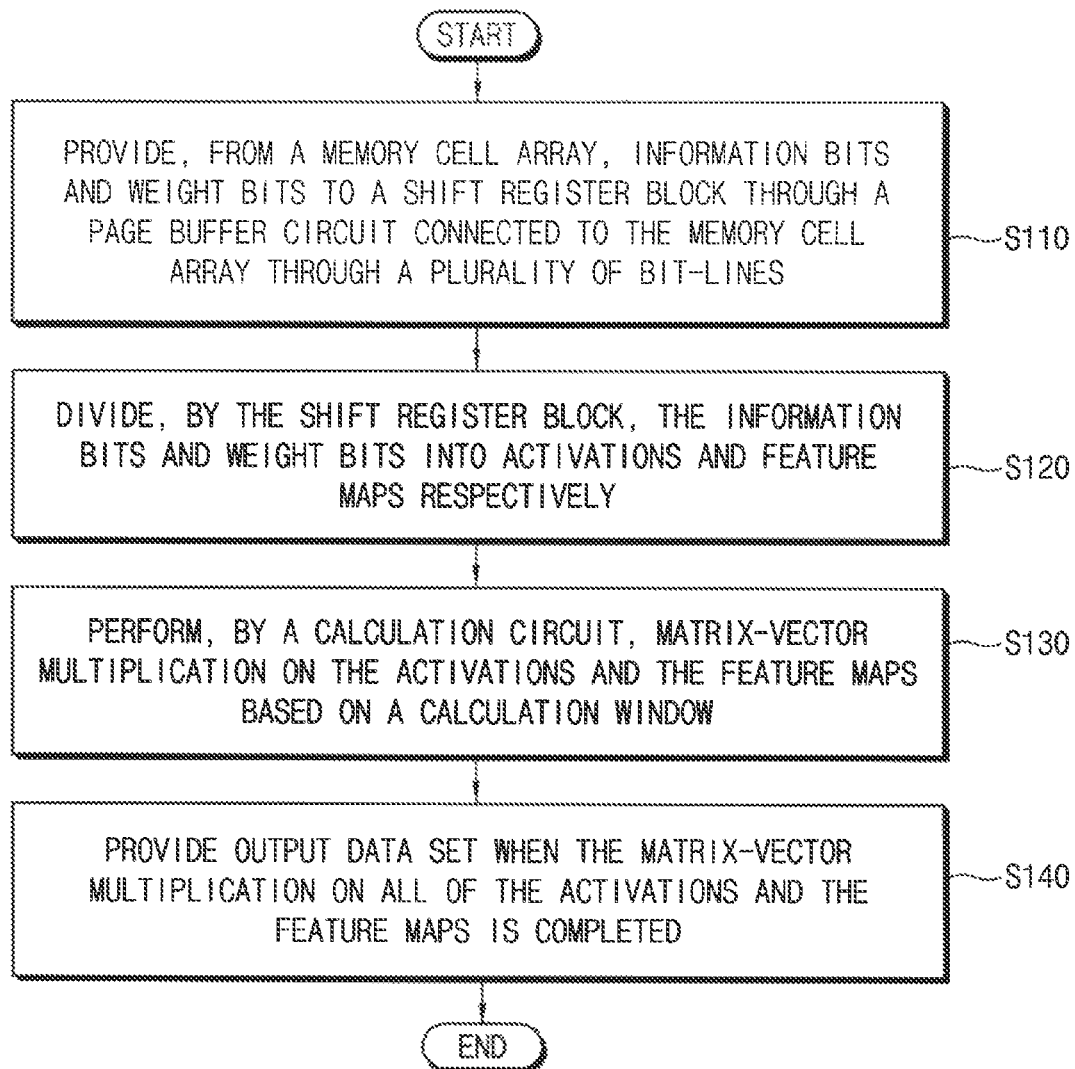 START
PROVIDE, FROM A MEMORY CELL ARRAY, INFORMATION BITS
AND WEIGHT BITS TO A SHIFT REGISTER BLOCK THROUGH A
PAGE BUFFER CIRCUIT CONNECTED TO THE MEMORY CELL
ARRAY THROUGH A PLURALITY OF BIT-LINES
S110
DIVIDE, BY THE SHIFT REGISTER BLOCK, THE INFORMATION
BITS AND WEIGHT BITS INTO ACTIVATIONS AND FEATURE
MAPS RESPECTIVELY
S120
PERFORM, BY A CALCULATION CIRCUIT, MATRIX-VECTOR
MULTIPLICATION ON THE ACTIVATIONS AND THE FEATURE MAPS
BASED ON A CALCULATION WINDOW
S130
PROVIDE OUTPUT DATA SET WHEN THE MATRIX-VECTOR
MULTIPLICATION ON ALL OF THE ACTIVATIONS AND THE
FEATURE MAPS IS COMPLETED
S140
END